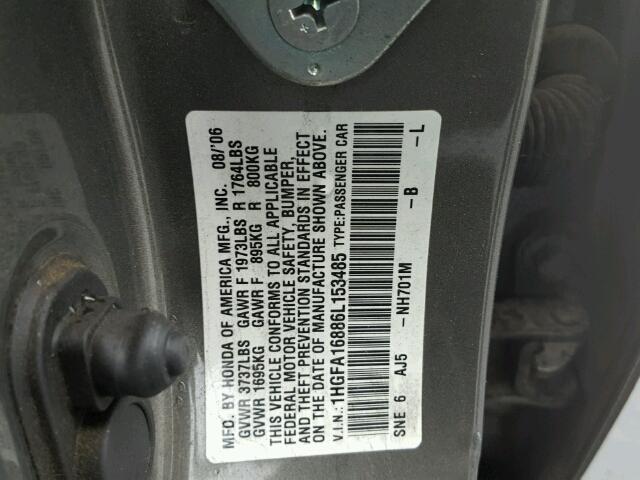 MFD. BY HONDA OF AMERICA MFG., INC. 08/'06
GVWR 3737LBS GAWR F 1973LBS R 1764LBS
GVWR 1695KG GAWR F 895KG R 800KG
THIS VEHICLE CONFORMS TO ALL APPLICABLE
FEDERAL MOTOR VEHICLE SAFETY, BUMPER,
AND THEFT PREVENTION STANDARDS IN EFFECT
ON THE DATE OF MANUFACTURE SHOWN ABOVE.
V.I.N.: 1HGFA16886L153485 TYPE:PASSENGER CAR
SNE 6 AJ5 -NH701M -B -L